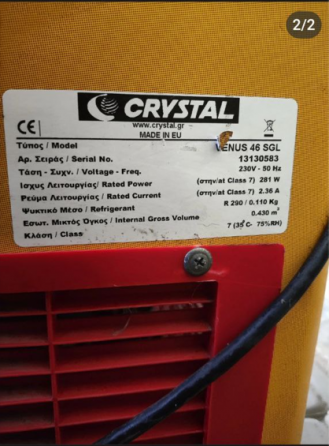 2/2
CRYSTAL
www.crystal.gr
CE MADE IN EU
Τύπος / Model VENUS 46 SGL
Αρ. Σειράς / Serial No. 13130583
Τάση - Συχν. / Voltage - Freq. 230V - 50 Hz
Ισχυς Λειτουργίας/ Rated Power (στην/at Class 7) 281 W
Ρεύμα Λειτουργίας / Rated Current (στην/at Class 7) 2.36 A
Ψυκτικό Μέσο / Refrigerant R 290 / 0.110 Kg
Εσωτ. Μικτός Όγκος / Internal Gross Volume 0.430 m³
Κλάση / Class 7 (35°C- 75%RH)